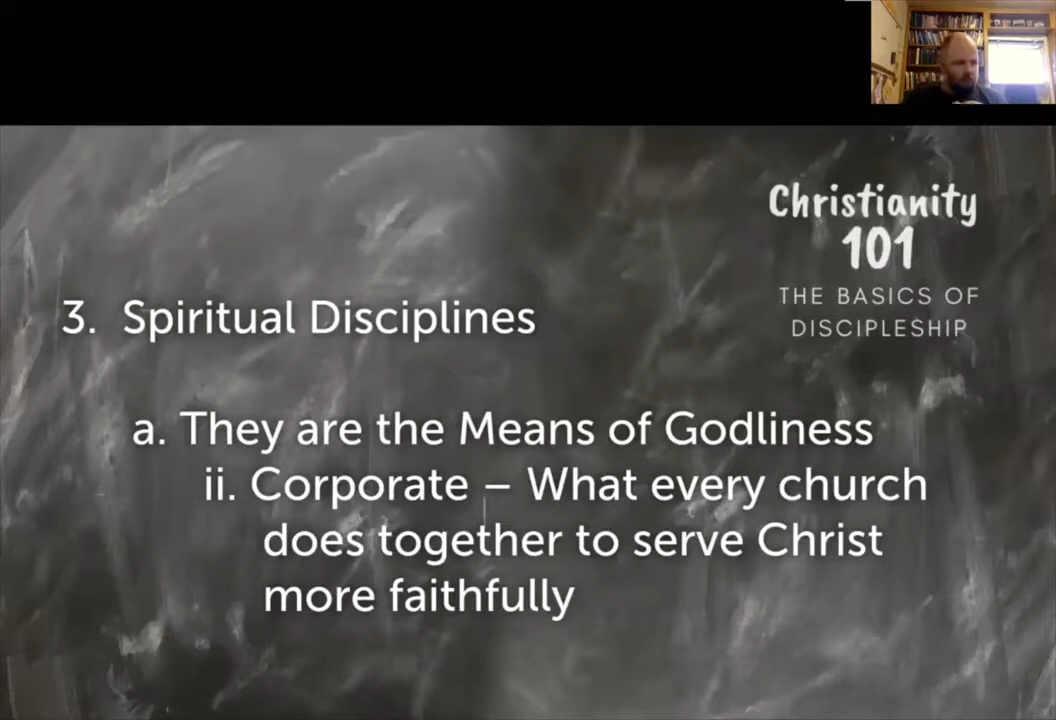 Christianity
101
THE BASICS OF
DISCIPLESHIP
3. Spiritual Disciplines
a. They are the Means of Godliness
ii. Corporate – What every church
does together to serve Christ
more faithfully